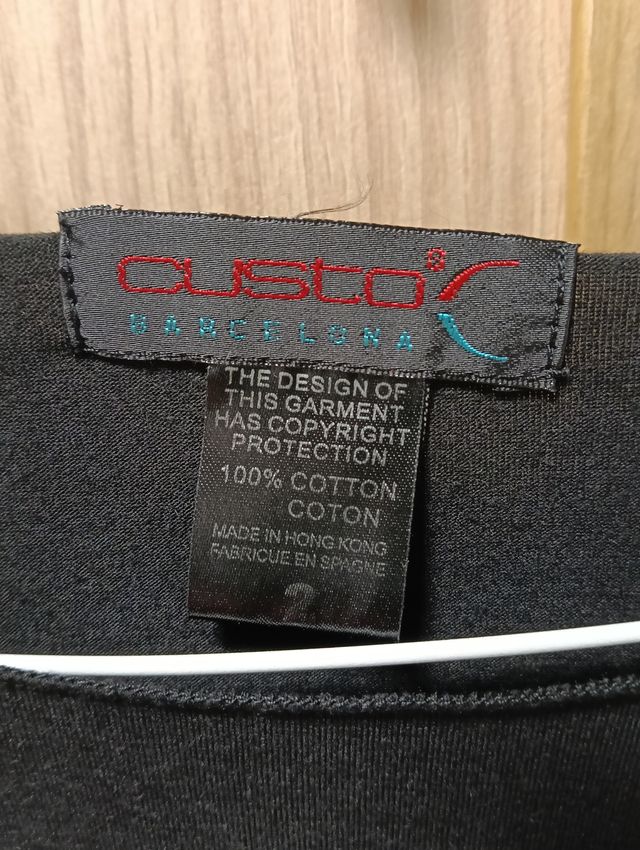 custo®
BARCELONA
THE DESIGN OF
THIS GARMENT
HAS COPYRIGHT
PROTECTION
100% COTTON
COTON
MADE IN HONG KONG
FABRICUE EN SPAGNE
2